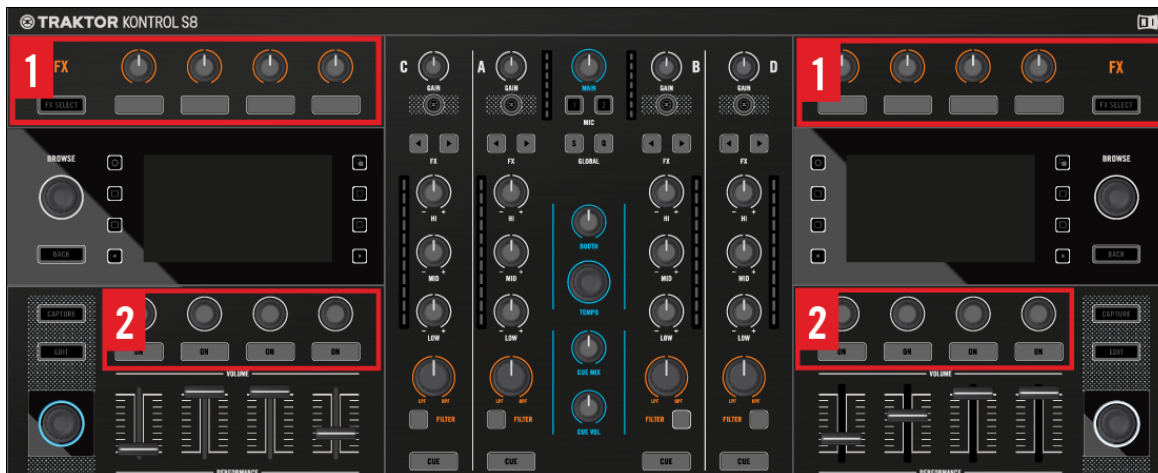 TRAKTOR KONTROL S8
1 FX
FX SELECT
BROWSE
BACK
2
CAPTURE
EDIT
ON ON ON ON
VOLUME
PERFORMANCE
C A B D
GAIN GAIN MAIN GAIN GAIN
1 2
MIC
S Q
FX FX GLOBAL FX FX
- HI + - HI + - HI + - HI +
BOOTH
- MID + - MID + - MID + - MID +
TEMPO
- LOW + - LOW + - LOW + - LOW +
CUE MIX
LPF HPF LPF HPF LPF HPF LPF HPF
FILTER FILTER FILTER FILTER
CUE VOL
CUE CUE CUE CUE
1 FX
FX SELECT
BROWSE
BACK
2
CAPTURE
ON ON ON ON
EDIT
VOLUME
PERFORMANCE